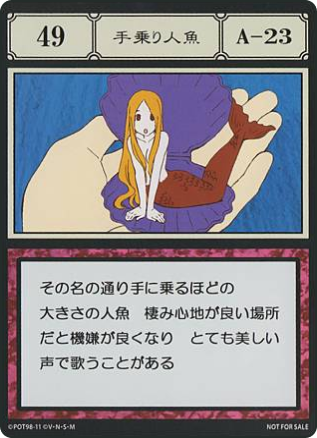 49 手乗り人魚 A-23
その名の通り手に乗るほどの
大きさの人魚 棲み心地が良い場所
だと機嫌が良くなり とても美しい
声で歌うことがある
©POT98-11 ©V・N・S・M NOT FOR SALE